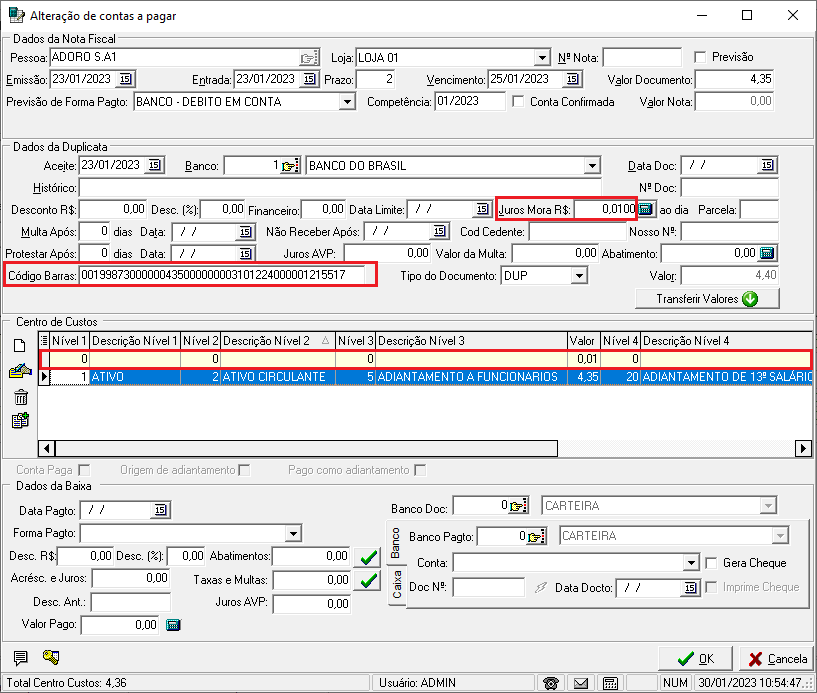 Alteração de contas a pagar
Dados da Nota Fiscal
Pessoa: ADORO S.A1 Loja: LOJA 01 Nº Nota: Previsão
Emissão: 23/01/2023 15 Entrada: 23/01/2023 15 Prazo: 2 Vencimento: 25/01/2023 15 Valor Documento: 4,35
Previsão de Forma Pagto: BANCO - DEBITO EM CONTA Competência: 01/2023 Conta Confirmada Valor Nota: 0,00
Dados da Duplicata
Aceite: 23/01/2023 15 Banco: 1 BANCO DO BRASIL Data Doc: / / 15
Histórico: Nº Doc:
Desconto R$: 0,00 Desc. (%): 0,00 Financeiro: 0,00 Data Limite: / / 15 Juros Mora R$: 0,0100 ao dia Parcela:
Multa Após: 0 dias Data: / / 15 Não Receber Após: / / 15 Cod Cedente: Nosso Nº:
Protestar Após: 0 dias Data: / / 15 Juros AVP: 0,00 Valor da Multa: 0,00 Abatimento: 0,00
Código Barras: 00199873000000435000000003101224000001215517 Tipo do Documento: DUP Valor: 4,40
Transferir Valores
Centro de Custos
Nível 1 Descrição Nível 1 Nível 2 Descrição Nível 2 Nível 3 Descrição Nível 3 Valor Nível 4 Descrição Nível 4
0 0 0 0,01 0
1 ATIVO 2 ATIVO CIRCULANTE 5 ADIANTAMENTO A FUNCIONARIOS 4,35 20 ADIANTAMENTO DE 13º SALÁRIO
Conta Paga Origem de adiantamento Pago como adiantamento
Dados da Baixa
Data Pagto: / / 15 Banco Doc: 0 CARTEIRA
Forma Pagto: Banco Banco Pagto: 0 CARTEIRA
Desc. R$: 0,00 Desc. (%): 0,00 Abatimentos: 0,00 Conta: Gera Cheque
Acrésc. e Juros: 0,00 Taxas e Multas: 0,00 Caixa Doc Nº: Data Docto: / / 15 Imprime Cheque
Desc. Ant.: Juros AVP: 0,00
Valor Pago: 0,00
OK Cancela
Total Centro Custos: 4,36 Usuário: ADMIN NUM 30/01/2023 10:54:47